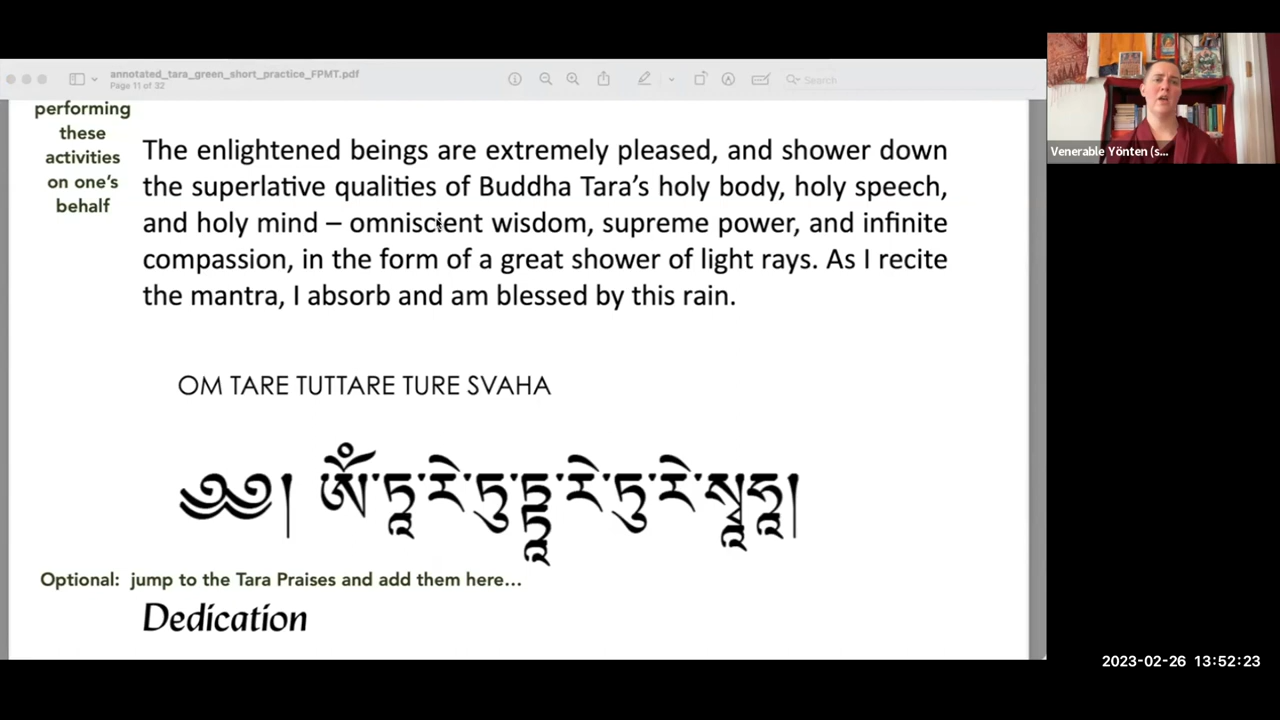 annotated_tara_green_short_practice_FPMT.pdf
Page 11 of 32
Search
Venerable Yönten (s...
performing
these
activities
on one's
behalf
The enlightened beings are extremely pleased, and shower down
the superlative qualities of Buddha Tara’s holy body, holy speech,
and holy mind – omniscient wisdom, supreme power, and infinite
compassion, in the form of a great shower of light rays. As I recite
the mantra, I absorb and am blessed by this rain.
OM TARE TUTTARE TURE SVAHA
Optional: jump to the Tara Praises and add them here...
Dedication
2023-02-26 13:52:23